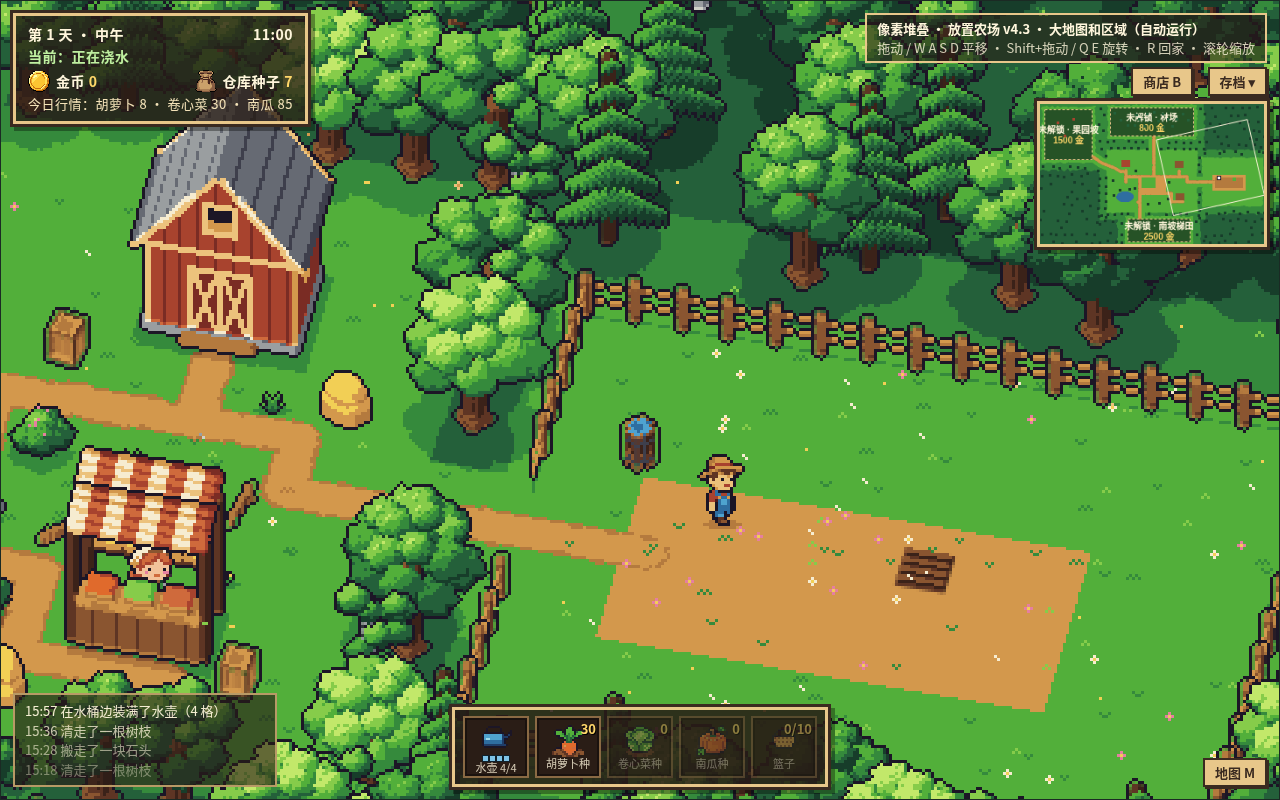 第 1 天 · 中午 11:00
当前：正在浇水
金币 0 仓库种子 7
今日行情：胡萝卜 8 · 卷心菜 30 · 南瓜 85
像素堆叠 · 放置农场 v4.3 · 大地图和区域（自动运行）
拖动 / W A S D 平移 · Shift+拖动 / Q E 旋转 · R 回家 · 滚轮缩放
商店 B
存档 ▾
未解锁 · 林场
800 金
未解锁 · 果园坡
1500 金
未解锁 · 南坡梯田
2500 金
15:57 在水桶边装满了水壶（4 格）
15:36 清走了一根树枝
15:28 搬走了一块石头
15:18 清走了一根树枝
水壶 4/4
30
胡萝卜种
0
卷心菜种
0
南瓜种
0/10
篮子
地图 M